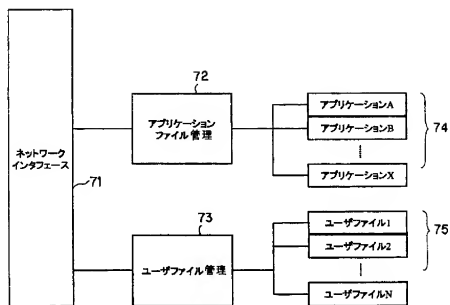 72
アプリケーション
ファイル管理
アプリケーションA
アプリケーションB
アプリケーションX
74
ネットワーク
インタフェース
71
73
ユーザファイル管理
ユーザファイル1
ユーザファイル2
ユーザファイルN
75